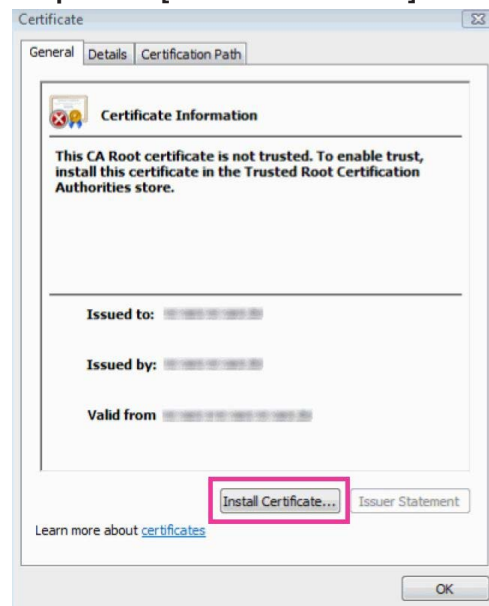 Certificate
General
Details
Certification Path
Certificate Information
This CA Root certificate is not trusted. To enable trust,
install this certificate in the Trusted Root Certification
Authorities store.
Issued to:
Issued by:
Valid from
Install Certificate...
Issuer Statement
Learn more about certificates
OK